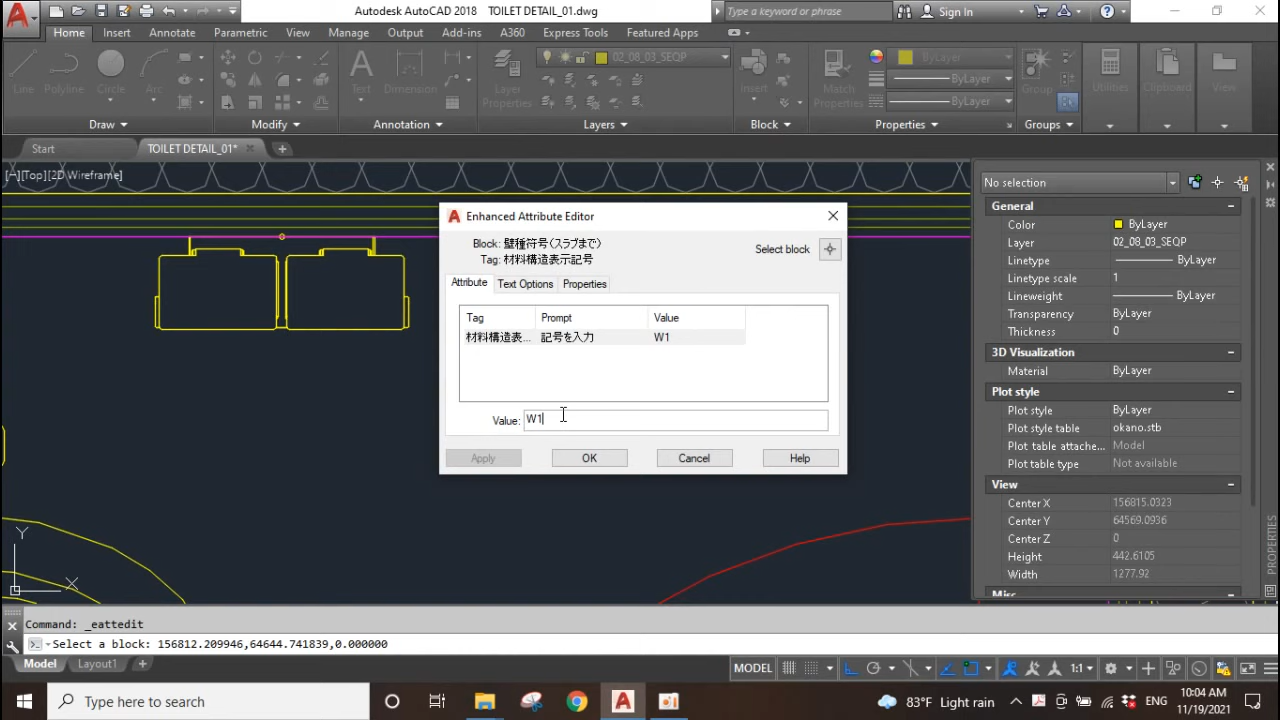 Autodesk AutoCAD 2018 TOILET DETAIL_01.dwg
Type a keyword or phrase
Sign In
Home Insert Annotate Parametric View Manage Output Add-ins A360 Express Tools Featured Apps
02_08_03_SEQP
ByLayer
Line Polyline Circle Arc
Text Dimension
Layer Properties
Insert
Match Properties
ByLayer
ByLayer
Group
Utilities Clipboard View
Draw Modify Annotation Layers Block Properties Groups
Start TOILET DETAIL_01*
[−][Top][2D Wireframe]
Enhanced Attribute Editor
Block: 壁種符号(スラブまで)
Tag: 材料構造表示記号
Select block
Attribute Text Options Properties
Tag Prompt Value
材料構造表... 記号を入力 W1
Value: W1
Apply OK Cancel Help
No selection
General
Color ByLayer
Layer 02_08_03_SEQP
Linetype ByLayer
Linetype scale 1
Lineweight ByLayer
Transparency ByLayer
Thickness 0
3D Visualization
Material ByLayer
Plot style
Plot style ByLayer
Plot style table okano.stb
Plot table attache... Model
Plot table type Not available
View
Center X 156815.0323
Center Y 64569.0936
Center Z 0
Height 442.6105
Width 1277.92
Misc
PROPERTIES
Y
X
Command: _eattedit
Select a block: 156812.209946,64644.741839,0.000000
Model Layout1
MODEL 1:1
Type here to search
83°F Light rain
ENG
10:04 AM
11/19/2021